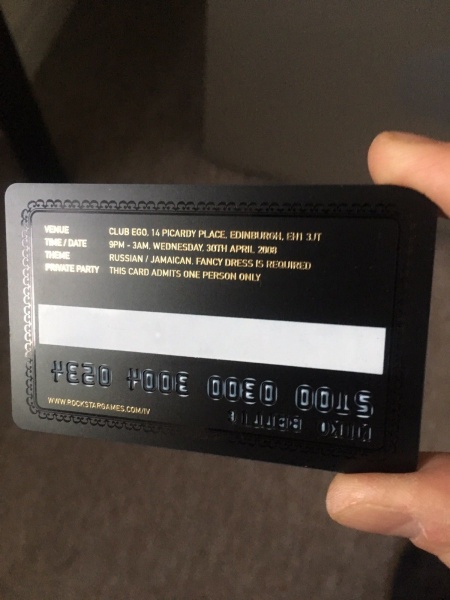 VENUE CLUB EGO, 14 PICARDY PLACE, EDINBURGH, EH1 3JT
TIME / DATE 9PM - 3AM. WEDNESDAY, 30TH APRIL 2008
THEME RUSSIAN / JAMAICAN. FANCY DRESS IS REQUIRED
PRIVATE PARTY THIS CARD ADMITS ONE PERSON ONLY
WWW.ROCKSTARGAMES.COM/IV